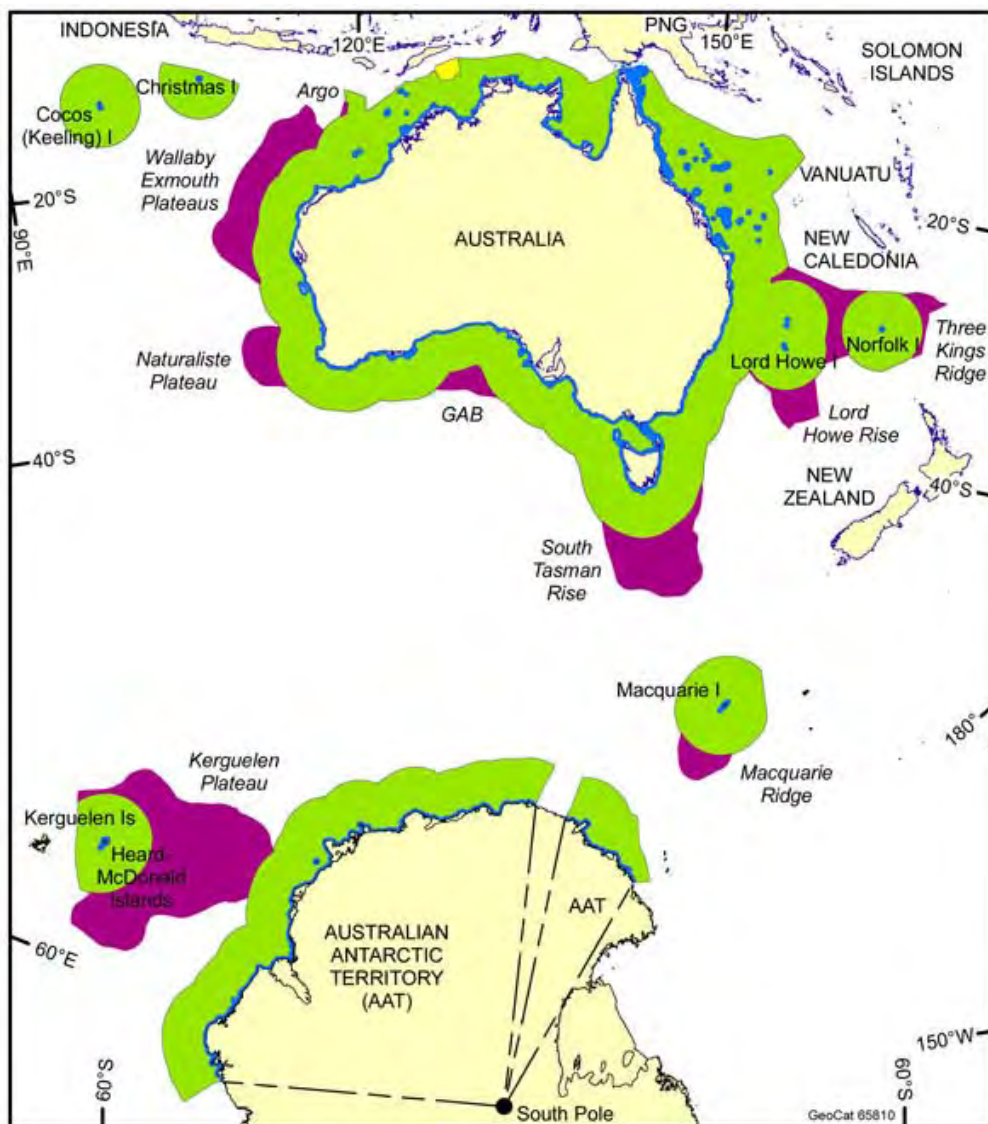 INDONESIA
120°E
PNG
150°E
SOLOMON
ISLANDS
Christmas I
Argo
Cocos
(Keeling) I
Wallaby
Exmouth
Plateaus
VANUATU
20°S
90°E
AUSTRALIA
20°S
NEW
CALEDONIA
Naturaliste
Plateau
GAB
Lord Howe I
Norfolk I
Three
Kings
Ridge
Lord
Howe Rise
40°S
NEW
ZEALAND
40°S
South
Tasman
Rise
Macquarie I
180°
Macquarie
Ridge
Kerguelen
Plateau
Kerguelen Is
Heard
McDonald
Islands
AAT
60°E
AUSTRALIAN
ANTARCTIC
TERRITORY
(AAT)
150°W
60°S
South Pole
60°S
GeoCat 65810